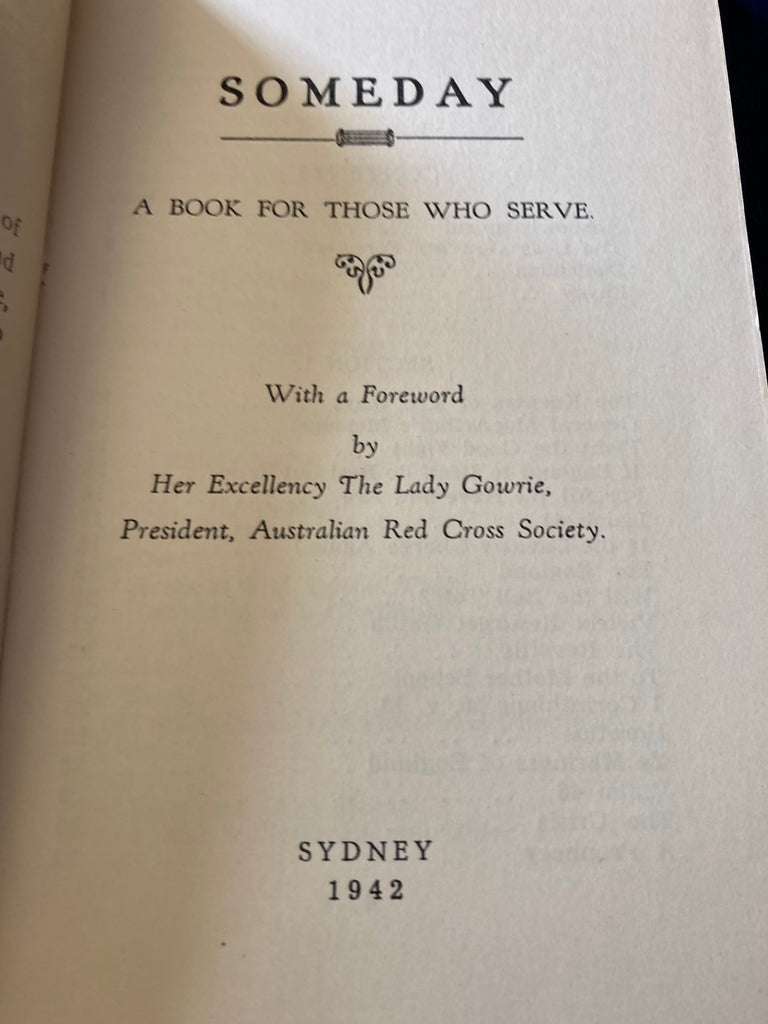 SOMEDAY
A BOOK FOR THOSE WHO SERVE.
With a Foreword
by
Her Excellency The Lady Gowrie,
President, Australian Red Cross Society.
SYDNEY
1942
of